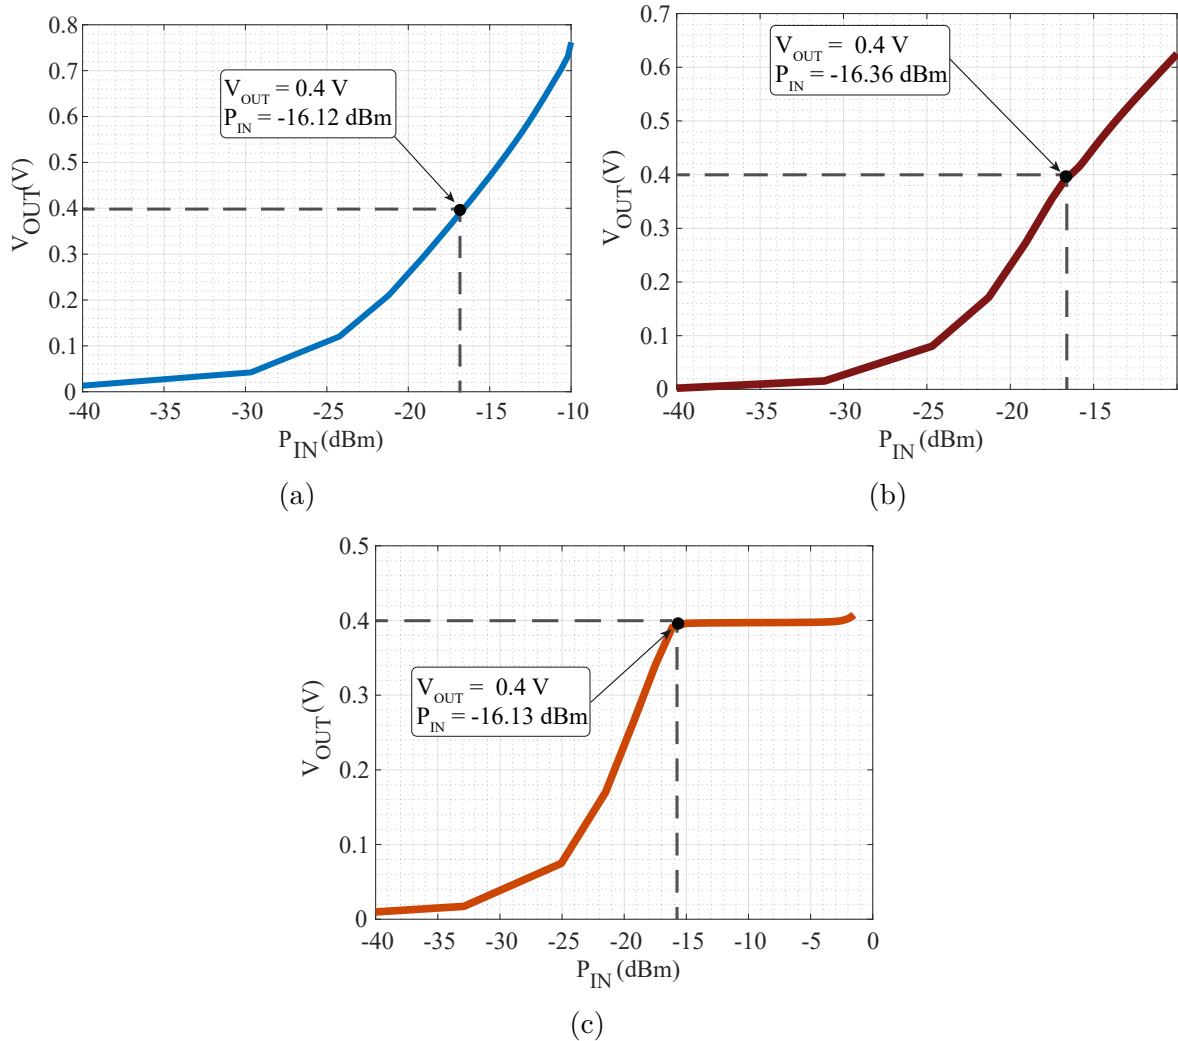 0.8
0.7
0.6
0.5
0.4
0.3
0.2
0.1
0
V_OUT(V)
V_OUT = 0.4 V
P_IN = -16.12 dBm
-40 -35 -30 -25 -20 -15 -10
P_IN(dBm)
(a)
0.7
0.6
0.5
0.4
0.3
0.2
0.1
0
V_OUT(V)
V_OUT = 0.4 V
P_IN = -16.36 dBm
-40 -35 -30 -25 -20 -15
P_IN(dBm)
(b)
0.5
0.4
0.3
0.2
0.1
0
V_OUT(V)
V_OUT = 0.4 V
P_IN = -16.13 dBm
-40 -35 -30 -25 -20 -15 -10 -5 0
P_IN(dBm)
(c)